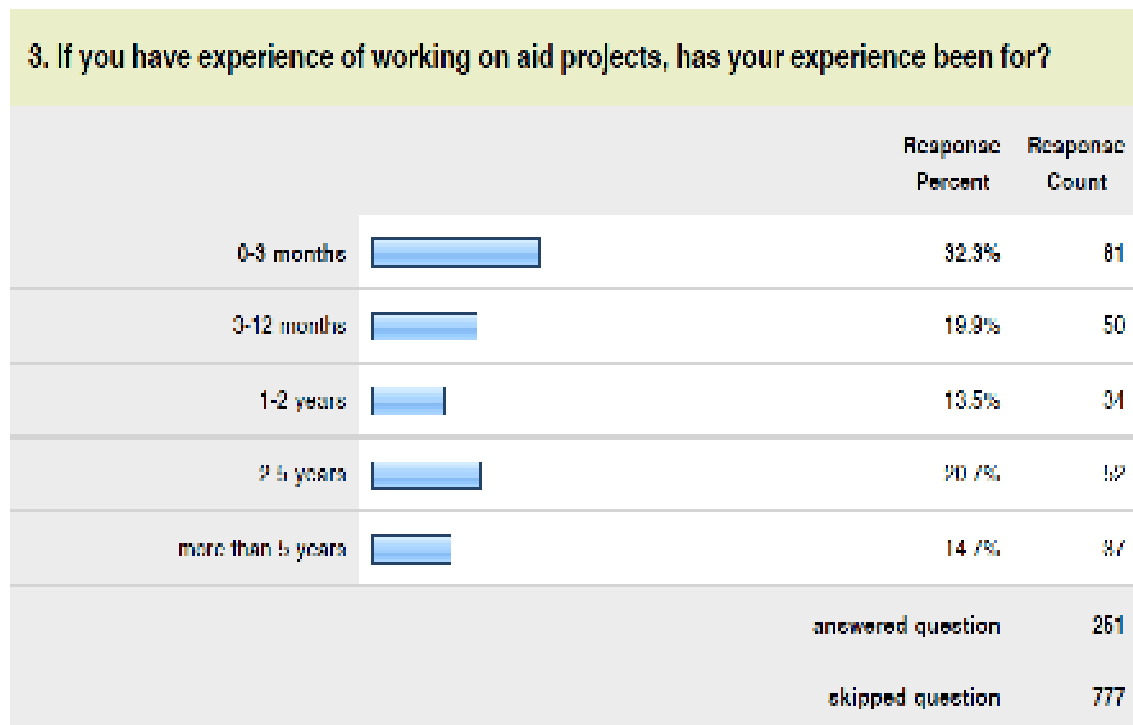 3. If you have experience of working on aid projects, has your experience been for?
Response Percent Response Count
0-3 months 32.3% 81
3-12 months 19.9% 50
1-2 years 13.5% 34
2-5 years 20.7% 52
more than 5 years 14.7% 37
answered question 251
skipped question 777